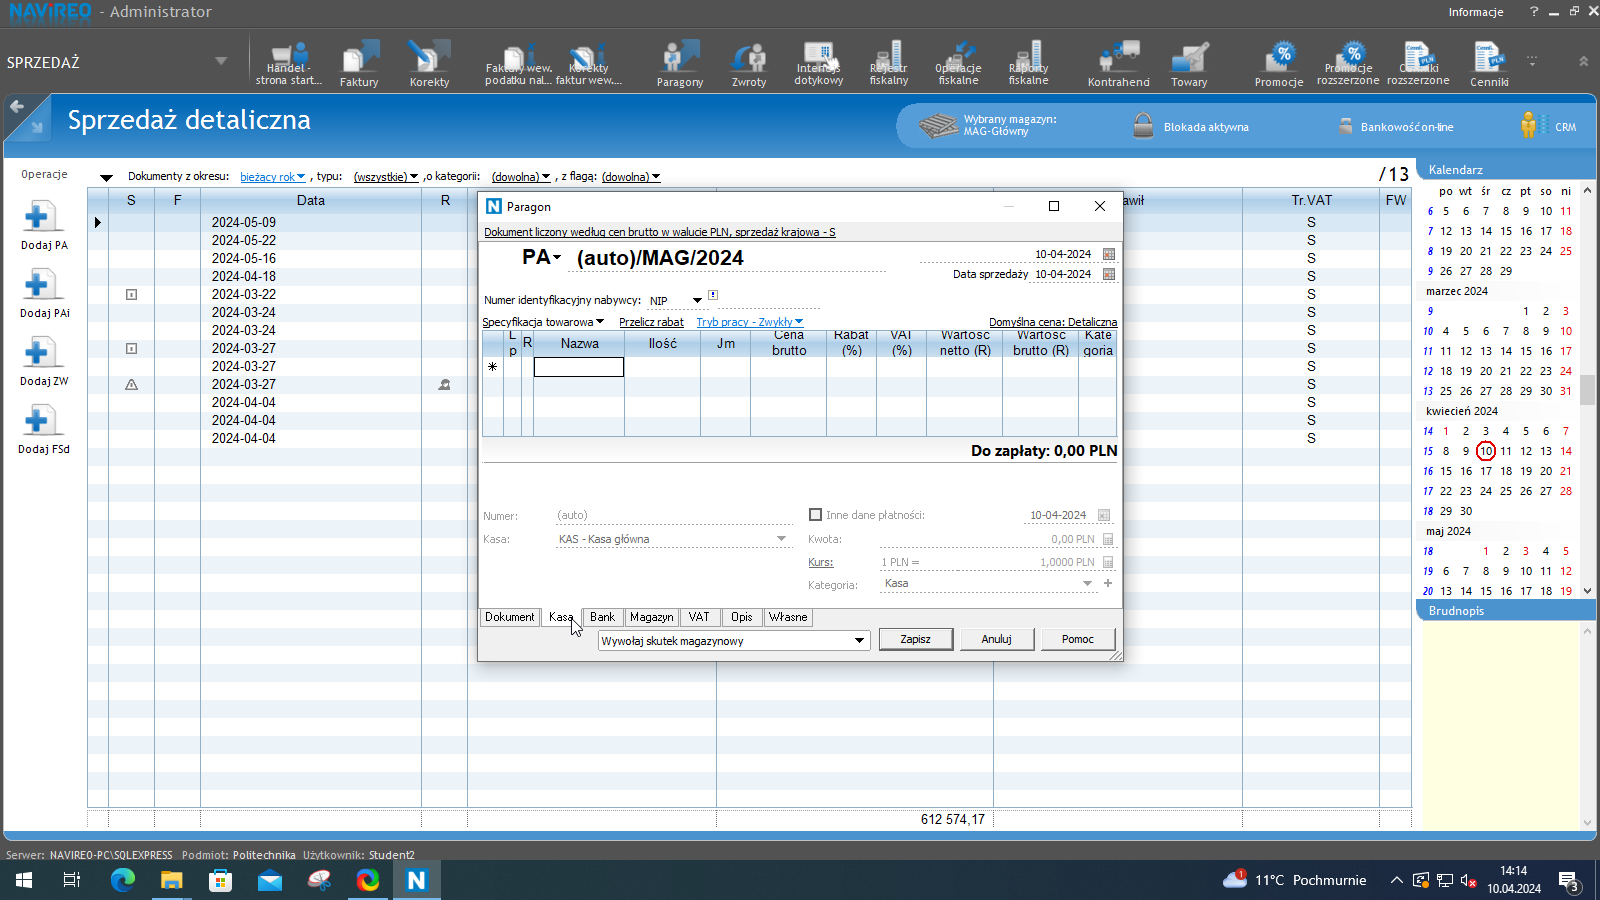 NAVIREO - Administrator
Informacje
?
SPRZEDAŻ
Handel -
strona start...
Faktury
Korekty
Faktury wew.
podatku nal...
Korekty
faktur wew....
Paragony
Zwroty
Interfejs
dotykowy
Rejestr
fiskalny
Operacje
fiskalne
Raporty
fiskalne
Kontrahenci
Towary
Promocje
Promocje
rozszerzone
Cenniki
rozszerzone
Cenniki
Sprzedaż detaliczna
Wybrany magazyn:
MAG-Główny
Blokada aktywna
Bankowość on-line
CRM
Operacje
Dodaj PA
Dodaj PAi
Dodaj ZW
Dodaj FSd
Dokumenty z okresu: bieżący rok , typu: (wszystkie) ,o kategorii: (dowolna) , z flagą: (dowolna)
/ 13
S F Data R
Tr.VAT FW
2024-05-09 S
2024-05-22 S
2024-05-16 S
2024-04-18 S
2024-03-22 S
2024-03-24 S
2024-03-24 S
2024-03-27 S
2024-03-27 S
2024-03-27 S
2024-04-04 S
2024-04-04 S
2024-04-04 S
612 574,17
Paragon
Dokument liczony według cen brutto w walucie PLN, sprzedaż krajowa - S
PA (auto)/MAG/2024
10-04-2024
Data sprzedaży 10-04-2024
Numer identyfikacyjny nabywcy: NIP
Specyfikacja towarowa Przelicz rabat Tryb pracy - Zwykły Domyślna cena: Detaliczna
Lp R Nazwa Ilość Jm Cena brutto Rabat (%) VAT (%) Wartość netto (R) Wartość brutto (R) Kategoria
Do zapłaty: 0,00 PLN
Numer: (auto)
Kasa: KAS - Kasa główna
Inne dane płatności: 10-04-2024
Kwota: 0,00 PLN
Kurs: 1 PLN = 1,0000 PLN
Kategoria: Kasa
Dokument Kasa Bank Magazyn VAT Opis Własne
Wywołaj skutek magazynowy
Zapisz Anuluj Pomoc
Kalendarz
po wt śr cz pt so ni
6 5 6 7 8 9 10 11
7 12 13 14 15 16 17 18
8 19 20 21 22 23 24 25
9 26 27 28 29
marzec 2024
9 1 2 3
10 4 5 6 7 8 9 10
11 11 12 13 14 15 16 17
12 18 19 20 21 22 23 24
13 25 26 27 28 29 30 31
kwiecień 2024
14 1 2 3 4 5 6 7
15 8 9 10 11 12 13 14
16 15 16 17 18 19 20 21
17 22 23 24 25 26 27 28
18 29 30
maj 2024
18 1 2 3 4 5
19 6 7 8 9 10 11 12
20 13 14 15 16 17 18 19
Brudnopis
Serwer: NAVIREO-PC\SQLEXPRESS Podmiot: Politechnika Użytkownik: Student2
1
11°C Pochmurnie
14:14
10.04.2024
3